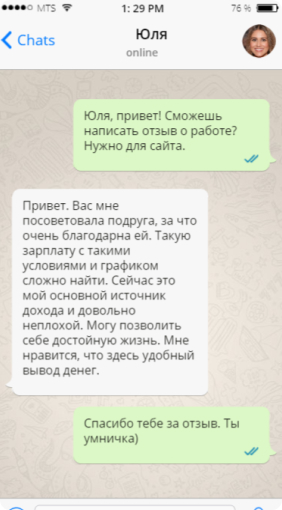 MTS 1: 29 PM 76 %
Chats Юля
online
Юля, привет! Сможешь
написать отзыв о работе?
Нужно для сайта.
Привет. Вас мне
посоветовала подруга, за что
очень благодарна ей. Такую
зарплату с такими
условиями и графиком
сложно найти. Сейчас это
мой основной источник
дохода и довольно
неплохой. Могу позволить
себе достойную жизнь. Мне
нравится, что здесь удобный
вывод денег.
Спасибо тебе за отзыв. Ты
умничка)